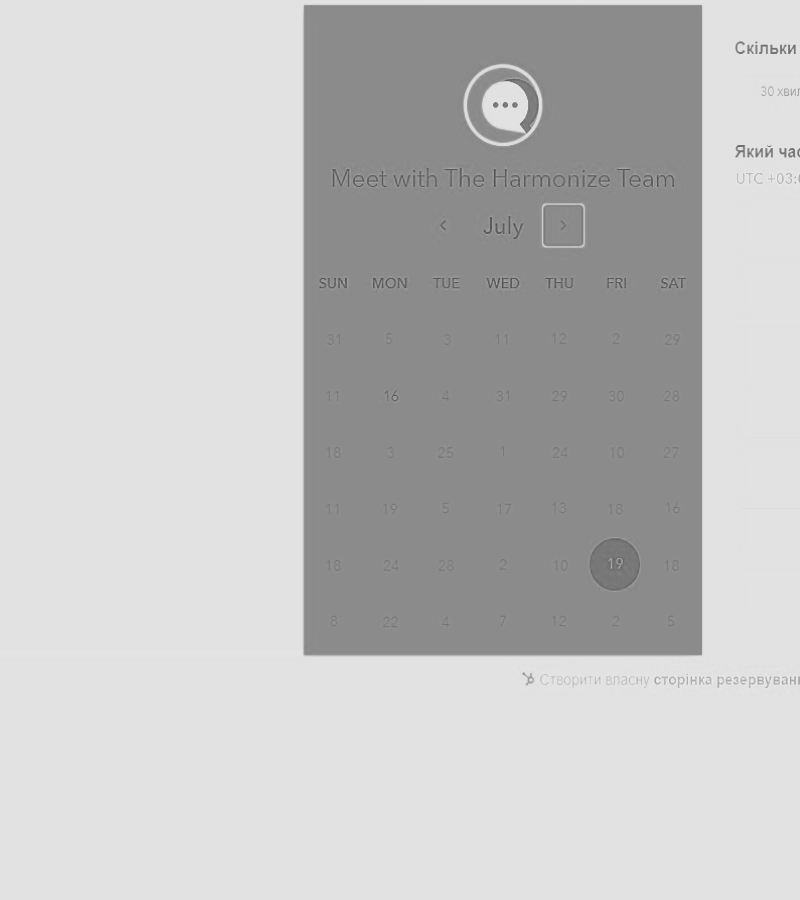 Скільки
30 хвил
Який час
UTC +03:0
Meet with The Harmonize Team
July
SUN MON TUE WED THU FRI SAT
31 5 3 11 12 2 29
11 16 4 31 29 30 28
18 3 25 1 24 10 27
11 19 5 17 13 18 16
18 24 28 2 10 19 18
8 22 4 7 12 2 5
Створити власну сторінка резервуванн